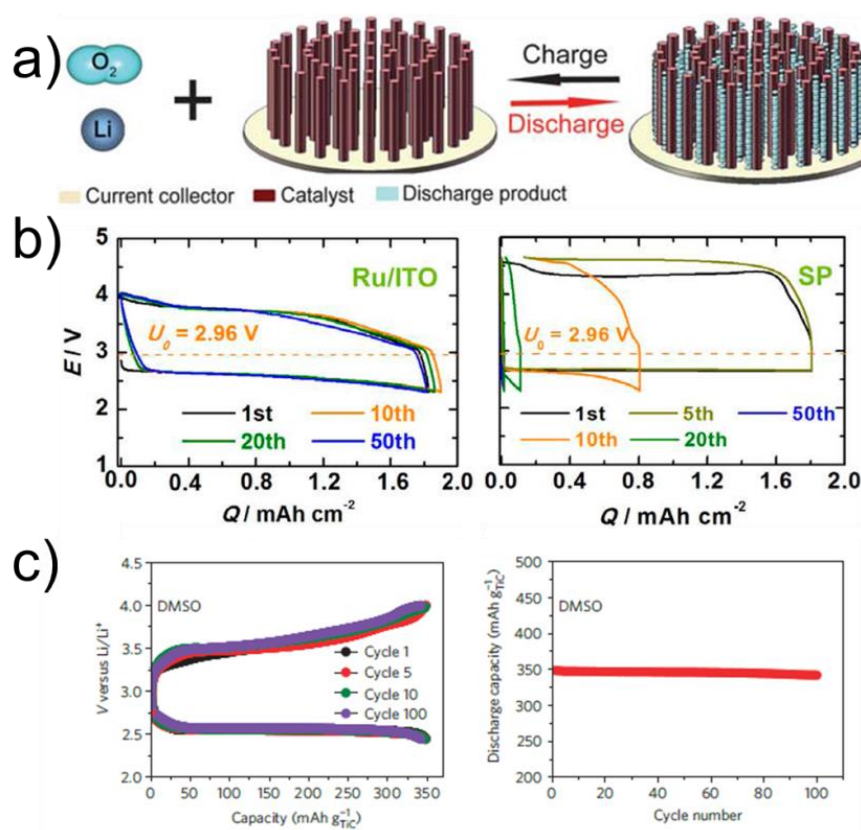 a)
O2
Li
+
Charge
Discharge
Current collector
Catalyst
Discharge product
b)
5
4
3
2
1
E / V
Ru/ITO
U0 = 2.96 V
1st
10th
20th
50th
0.0 0.4 0.8 1.2 1.6 2.0
Q / mAh cm-2
SP
U0 = 2.96 V
1st
5th
50th
10th
20th
0.0 0.4 0.8 1.2 1.6 2.0
Q / mAh cm-2
c)
4.5
4.0
3.5
3.0
2.5
2.0
V versus Li/Li+
DMSO
Cycle 1
Cycle 5
Cycle 10
Cycle 100
0 50 100 150 200 250 300 350
Capacity (mAh g-1TiC)
500
450
400
350
300
250
200
Discharge capacity (mAh g-1TiC)
DMSO
0 20 40 60 80 100
Cycle number